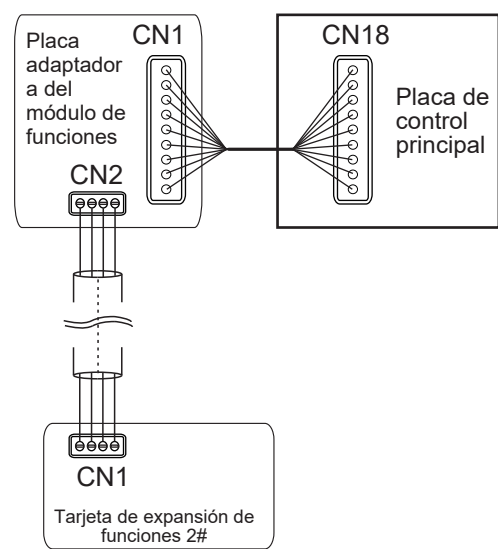 Placa
adaptador
a del
módulo de
funciones
CN1
CN2
CN18
Placa de
control
principal
CN1
Tarjeta de expansión de
funciones 2#